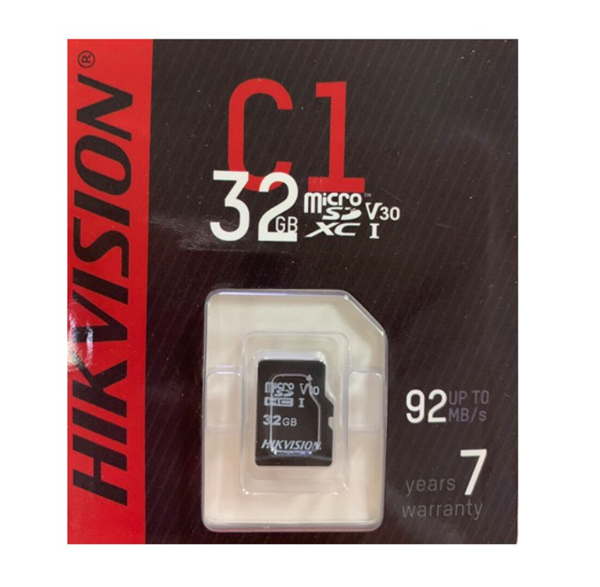 HIKVISION®
C1
32GB micro SD XC I ™ V30
92 UP TO MB/s
7 years warranty
micro SD HC I V10
32GB
HIKVISION